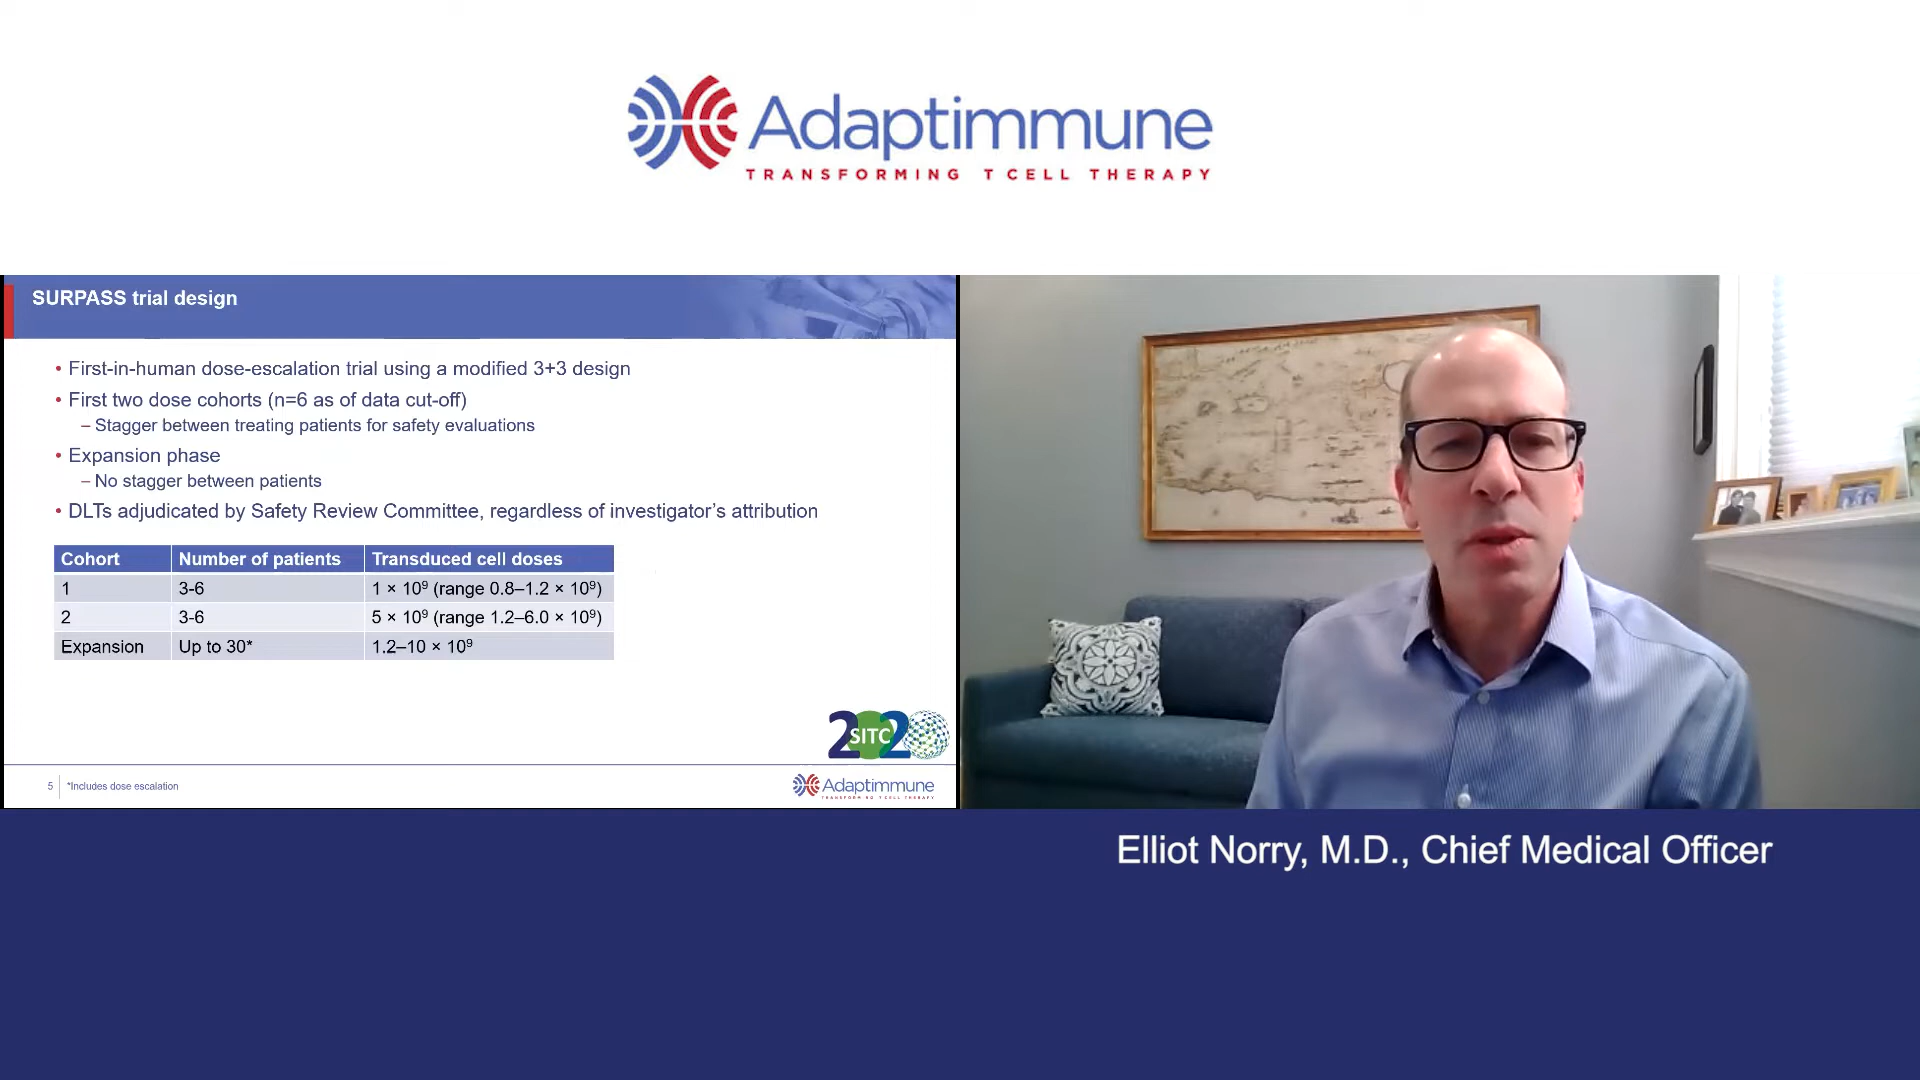 Adaptimmune
TRANSFORMING T CELL THERAPY
SURPASS trial design
• First-in-human dose-escalation trial using a modified 3+3 design
• First two dose cohorts (n=6 as of data cut-off)
– Stagger between treating patients for safety evaluations
• Expansion phase
– No stagger between patients
• DLTs adjudicated by Safety Review Committee, regardless of investigator’s attribution
Cohort Number of patients Transduced cell doses
1 3-6 1 × 10⁹ (range 0.8–1.2 × 10⁹)
2 3-6 5 × 10⁹ (range 1.2–6.0 × 10⁹)
Expansion Up to 30* 1.2–10 × 10⁹
2020
SITC
5 *Includes dose escalation
Adaptimmune
TRANSFORMING T CELL THERAPY
Elliot Norry, M.D., Chief Medical Officer